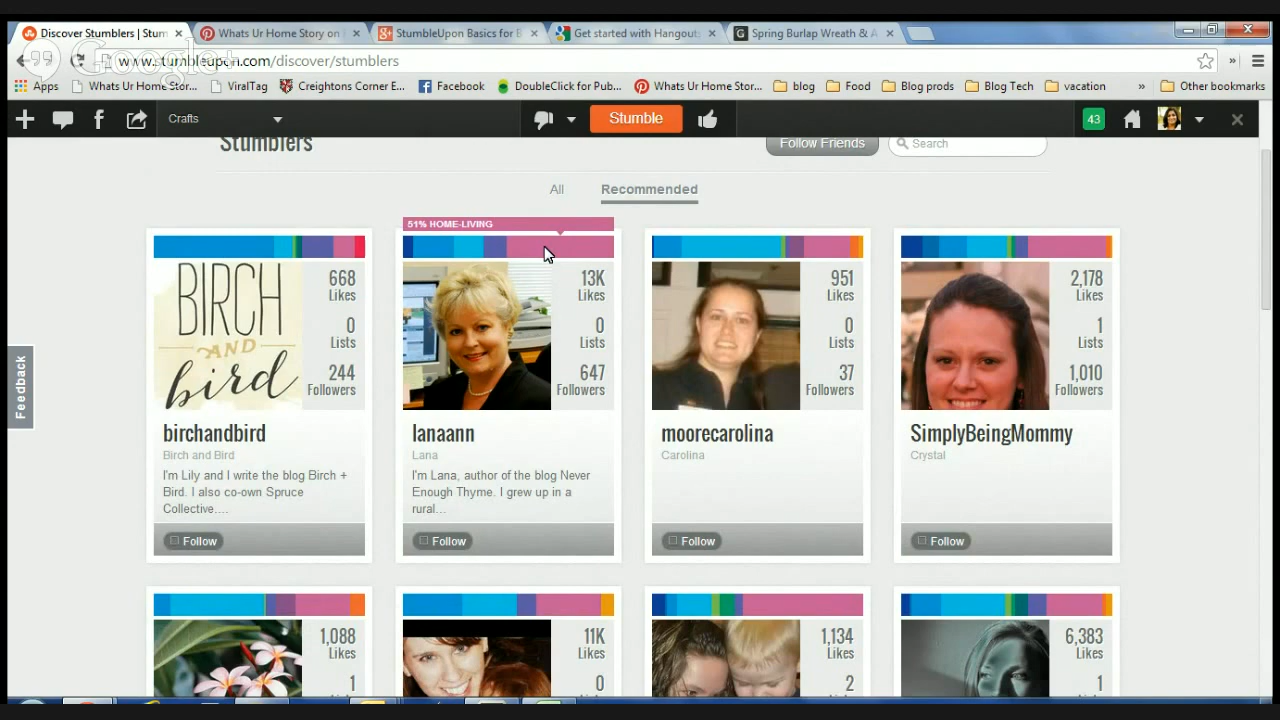 Discover Stumblers | Stum
Whats Ur Home Story on
StumbleUpon Basics for B
Get started with Hangouts
Spring Burlap Wreath & A
Google+
www.stumbleupon.com/discover/stumblers
Apps
Whats Ur Home Stor...
ViralTag
Creightons Corner E...
Facebook
DoubleClick for Pub...
Whats Ur Home Stor...
blog
Food
Blog prods
Blog Tech
vacation
»
Other bookmarks
Crafts
Stumble
43
Stumblers
Follow Friends
Search
All
Recommended
51% HOME-LIVING
BIRCH
AND
bird
668
Likes
0
Lists
244
Followers
birchandbird
Birch and Bird
I'm Lily and I write the blog Birch +
Bird. I also co-own Spruce
Collective....
Follow
13K
Likes
0
Lists
647
Followers
lanaann
Lana
I'm Lana, author of the blog Never
Enough Thyme. I grew up in a
rural...
Follow
951
Likes
0
Lists
37
Followers
moorecarolina
Carolina
Follow
2,178
Likes
1
Lists
1,010
Followers
SimplyBeingMommy
Crystal
Follow
Feedback
1,088
Likes
1
11K
Likes
0
1,134
Likes
2
6,383
Likes
1